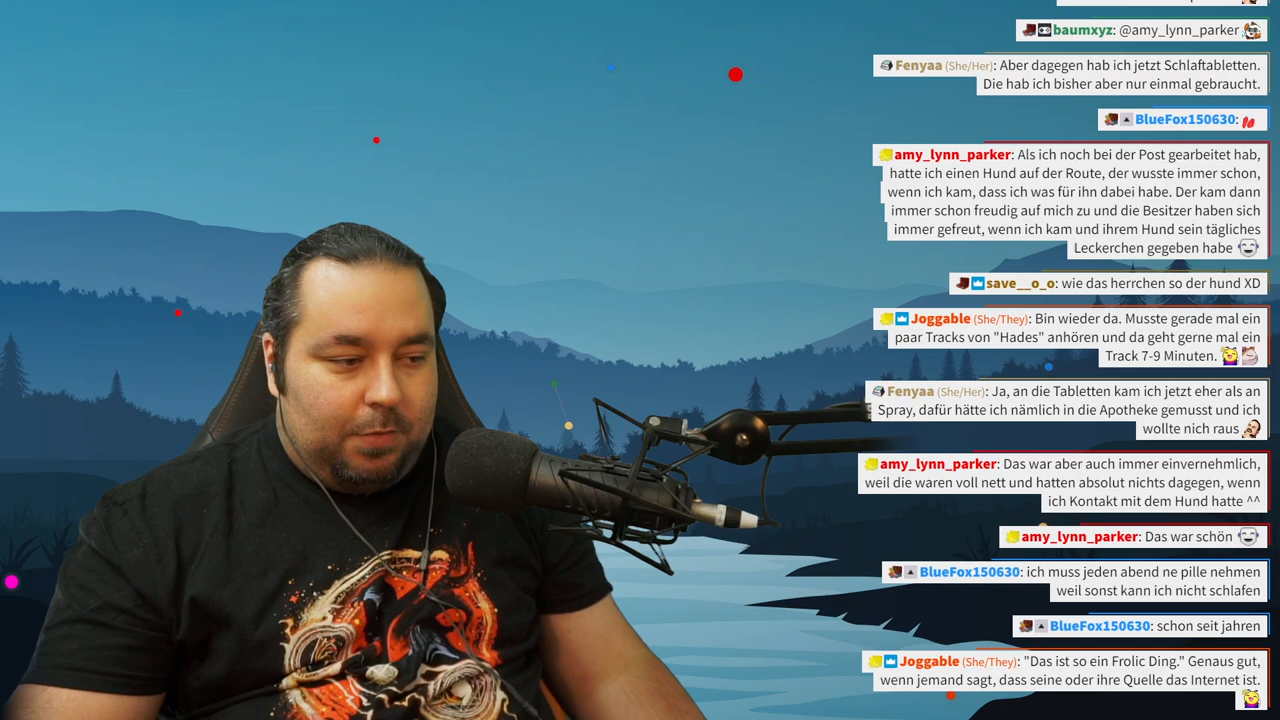 baumxyz: @amy_lynn_parker
Fenyaa (She/Her): Aber dagegen hab ich jetzt Schlaftabletten.
Die hab ich bisher aber nur einmal gebraucht.
BlueFox150630:
amy_lynn_parker: Als ich noch bei der Post gearbeitet hab,
hatte ich einen Hund auf der Route, der wusste immer schon,
wenn ich kam, dass ich was für ihn dabei habe. Der kam dann
immer schon freudig auf mich zu und die Besitzer haben sich
immer gefreut, wenn ich kam und ihrem Hund sein tägliches
Leckerchen gegeben habe
save__o_o: wie das herrchen so der hund XD
Joggable (She/They): Bin wieder da. Musste gerade mal ein
paar Tracks von "Hades" anhören und da geht gerne mal ein
Track 7-9 Minuten.
Fenyaa (She/Her): Ja, an die Tabletten kam ich jetzt eher als an
Spray, dafür hätte ich nämlich in die Apotheke gemusst und ich
wollte nich raus
amy_lynn_parker: Das war aber auch immer einvernehmlich,
weil die waren voll nett und hatten absolut nichts dagegen, wenn
ich Kontakt mit dem Hund hatte ^^
amy_lynn_parker: Das war schön
BlueFox150630: ich muss jeden abend ne pille nehmen
weil sonst kann ich nicht schlafen
BlueFox150630: schon seit jahren
Joggable (She/They): "Das ist so ein Frolic Ding." Genaus gut,
wenn jemand sagt, dass seine oder ihre Quelle das Internet ist.